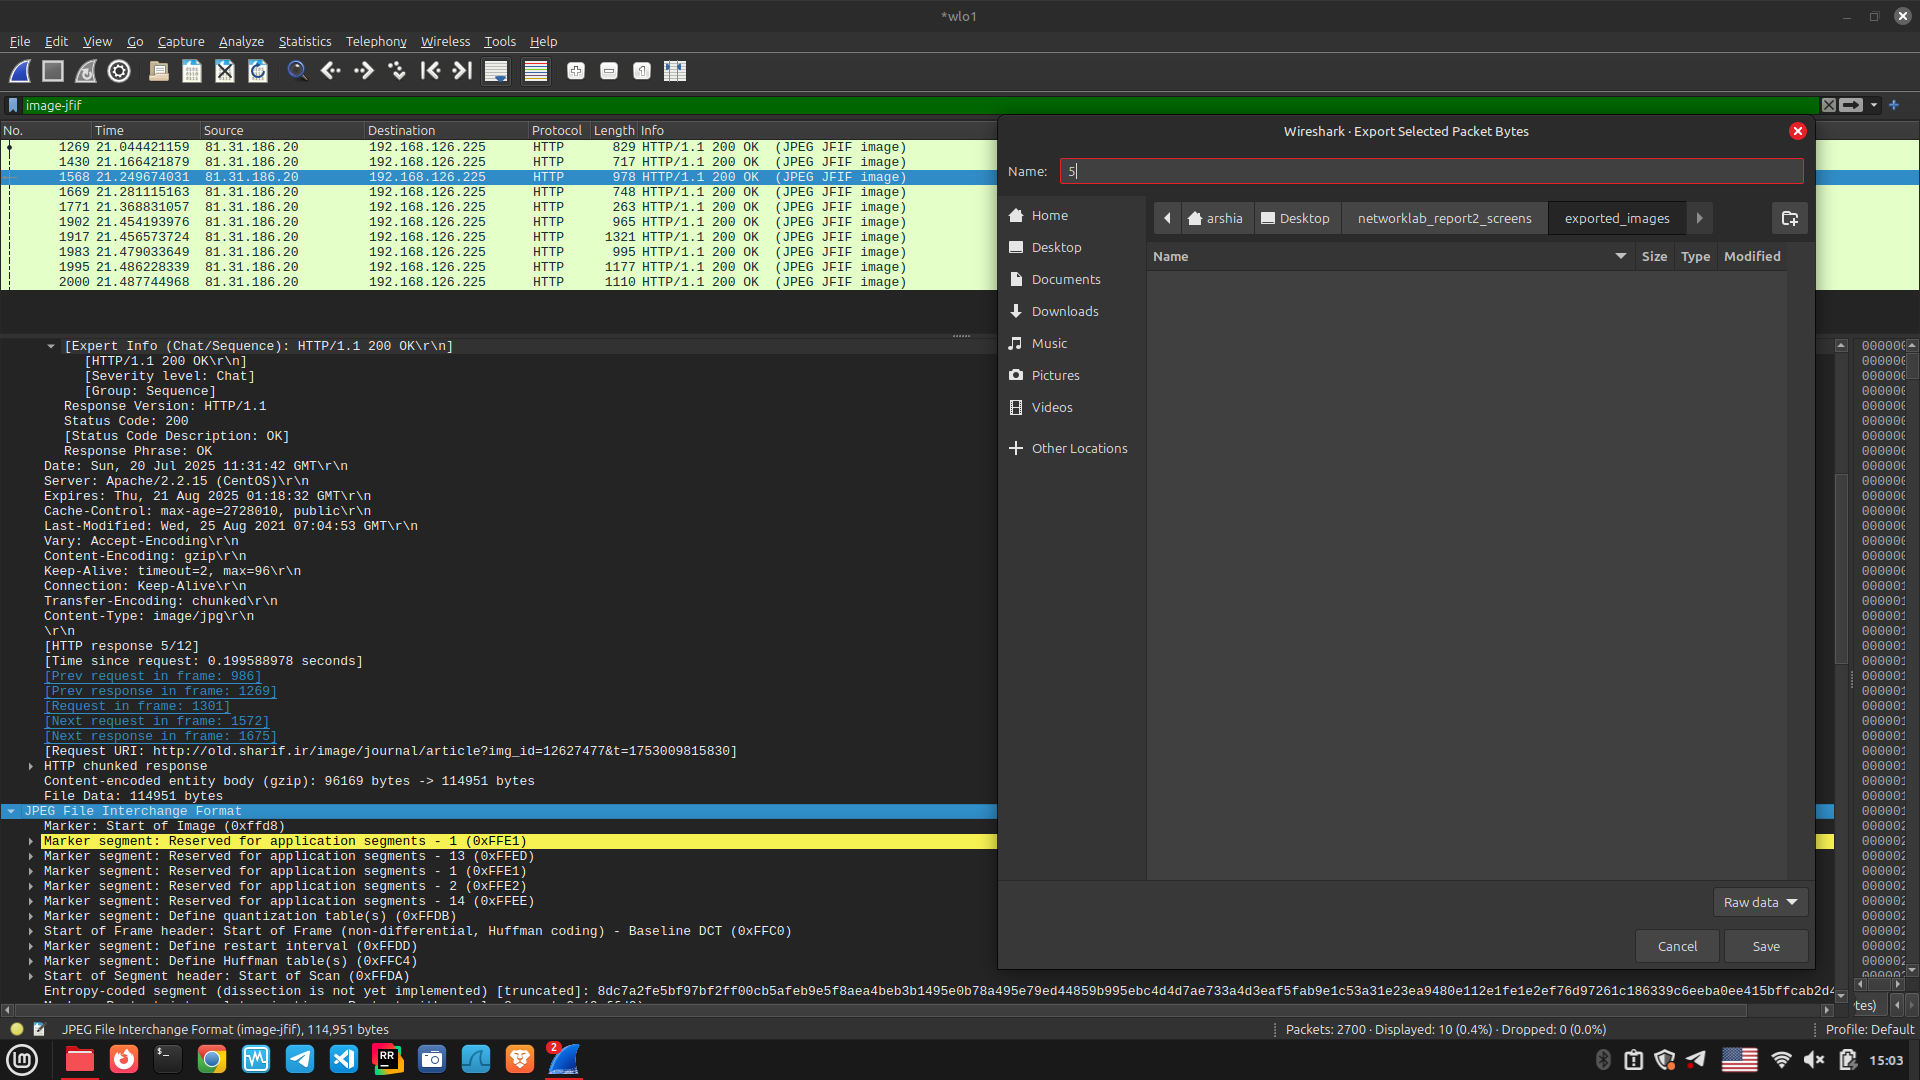 *wlo1
File Edit View Go Capture Analyze Statistics Telephony Wireless Tools Help
image-jfif
No. Time Source Destination Protocol Length Info
1269 21.044421159 81.31.186.20 192.168.126.225 HTTP 829 HTTP/1.1 200 OK (JPEG JFIF image)
1430 21.166421879 81.31.186.20 192.168.126.225 HTTP 717 HTTP/1.1 200 OK (JPEG JFIF image)
1568 21.249674031 81.31.186.20 192.168.126.225 HTTP 978 HTTP/1.1 200 OK (JPEG JFIF image)
1669 21.281115163 81.31.186.20 192.168.126.225 HTTP 748 HTTP/1.1 200 OK (JPEG JFIF image)
1771 21.368831057 81.31.186.20 192.168.126.225 HTTP 263 HTTP/1.1 200 OK (JPEG JFIF image)
1902 21.454193976 81.31.186.20 192.168.126.225 HTTP 965 HTTP/1.1 200 OK (JPEG JFIF image)
1917 21.456573724 81.31.186.20 192.168.126.225 HTTP 1321 HTTP/1.1 200 OK (JPEG JFIF image)
1983 21.479033649 81.31.186.20 192.168.126.225 HTTP 995 HTTP/1.1 200 OK (JPEG JFIF image)
1995 21.486228339 81.31.186.20 192.168.126.225 HTTP 1177 HTTP/1.1 200 OK (JPEG JFIF image)
2000 21.487744968 81.31.186.20 192.168.126.225 HTTP 1110 HTTP/1.1 200 OK (JPEG JFIF image)
[Expert Info (Chat/Sequence): HTTP/1.1 200 OK\r\n]
[HTTP/1.1 200 OK\r\n]
[Severity level: Chat]
[Group: Sequence]
Response Version: HTTP/1.1
Status Code: 200
[Status Code Description: OK]
Response Phrase: OK
Date: Sun, 20 Jul 2025 11:31:42 GMT\r\n
Server: Apache/2.2.15 (CentOS)\r\n
Expires: Thu, 21 Aug 2025 01:18:32 GMT\r\n
Cache-Control: max-age=2728010, public\r\n
Last-Modified: Wed, 25 Aug 2021 07:04:53 GMT\r\n
Vary: Accept-Encoding\r\n
Content-Encoding: gzip\r\n
Keep-Alive: timeout=2, max=96\r\n
Connection: Keep-Alive\r\n
Transfer-Encoding: chunked\r\n
Content-Type: image/jpg\r\n
\r\n
[HTTP response 5/12]
[Time since request: 0.199588978 seconds]
[Prev request in frame: 986]
[Prev response in frame: 1269]
[Request in frame: 1301]
[Next request in frame: 1572]
[Next response in frame: 1675]
[Request URI: http://old.sharif.ir/image/journal/article?img_id=12627477&t=1753009815830]
HTTP chunked response
Content-encoded entity body (gzip): 96169 bytes -> 114951 bytes
File Data: 114951 bytes
JPEG File Interchange Format
Marker: Start of Image (0xffd8)
Marker segment: Reserved for application segments - 1 (0xFFE1)
Marker segment: Reserved for application segments - 13 (0xFFED)
Marker segment: Reserved for application segments - 1 (0xFFE1)
Marker segment: Reserved for application segments - 2 (0xFFE2)
Marker segment: Reserved for application segments - 14 (0xFFEE)
Marker segment: Define quantization table(s) (0xFFDB)
Start of Frame header: Start of Frame (non-differential, Huffman coding) - Baseline DCT (0xFFC0)
Marker segment: Define restart interval (0xFFDD)
Marker segment: Define Huffman table(s) (0xFFC4)
Start of Segment header: Start of Scan (0xFFDA)
Entropy-coded segment (dissection is not yet implemented) [truncated]: 8dc7a2fe5bf97bf2ff00cb5afeb9e5f8aea4beb3b1495e0b78a495e79ed44859b995ebc4d4d7ae733a4d3eaf5fab9e1c53a31e23ea9480e112e1fe1e2ef76d97261c186339c6eeba0ee415bffcab2d4
Wireshark · Export Selected Packet Bytes
Name: 5
arshia Desktop networklab_report2_screens exported_images
Name Size Type Modified
Home
Desktop
Documents
Downloads
Music
Pictures
Videos
Other Locations
Raw data
Cancel Save
tes)
JPEG File Interchange Format (image-jfif), 114,951 bytes
Packets: 2700 · Displayed: 10 (0.4%) · Dropped: 0 (0.0%)
Profile: Default
RR
2
15:03